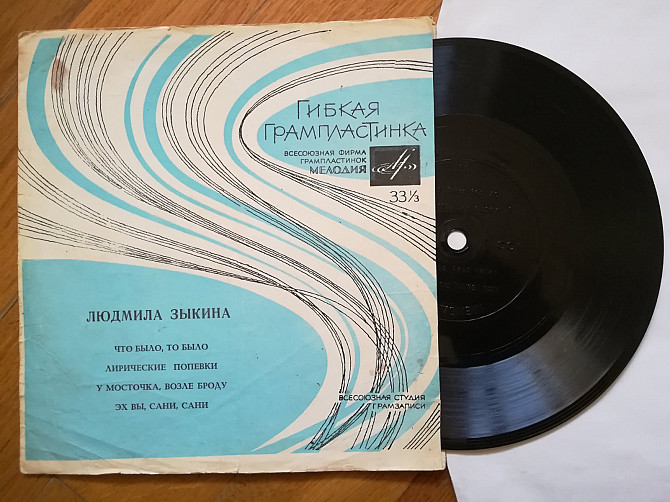 ГИБКАЯ
ГРАМПЛАСТИНКА
ВСЕСОЮЗНАЯ ФИРМА
ГРАМПЛАСТИНОК
МЕЛОДИЯ
33⅓
ЛЮДМИЛА ЗЫКИНА
ЧТО БЫЛО, ТО БЫЛО
ЛИРИЧЕСКИЕ ПОПЕВКИ
У МОСТОЧКА, ВОЗЛЕ БРОДУ
ЭХ ВЫ, САНИ, САНИ
ВСЕСОЮЗНАЯ СТУДИЯ
ГРАМЗАПИСИ